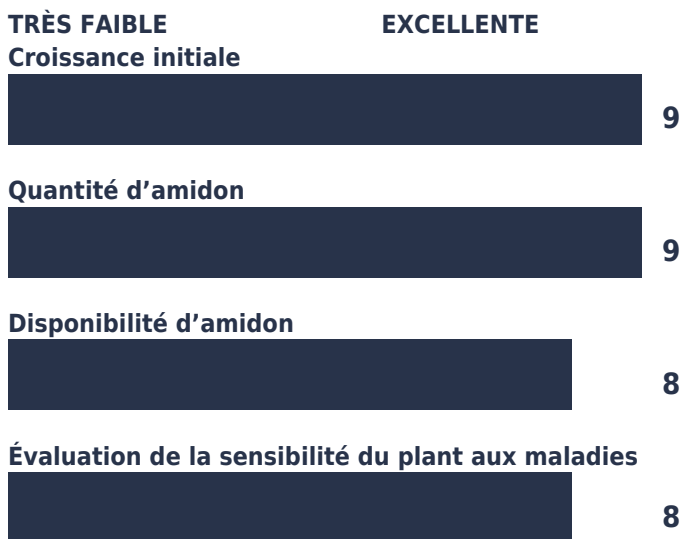 TRÈS FAIBLE EXCELLENTE
Croissance initiale
9
Quantité d’amidon
9
Disponibilité d’amidon
8
Évaluation de la sensibilité du plant aux maladies
8